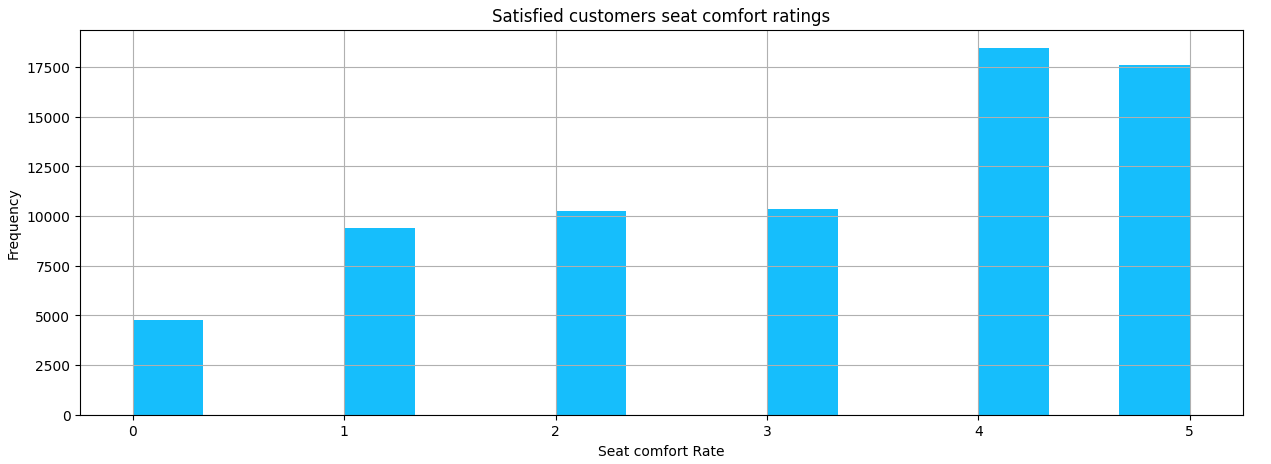 Satisfied customers seat comfort ratings
17500
15000
12500
10000
7500
5000
2500
0
Frequency
0 1 2 3 4 5
Seat comfort Rate